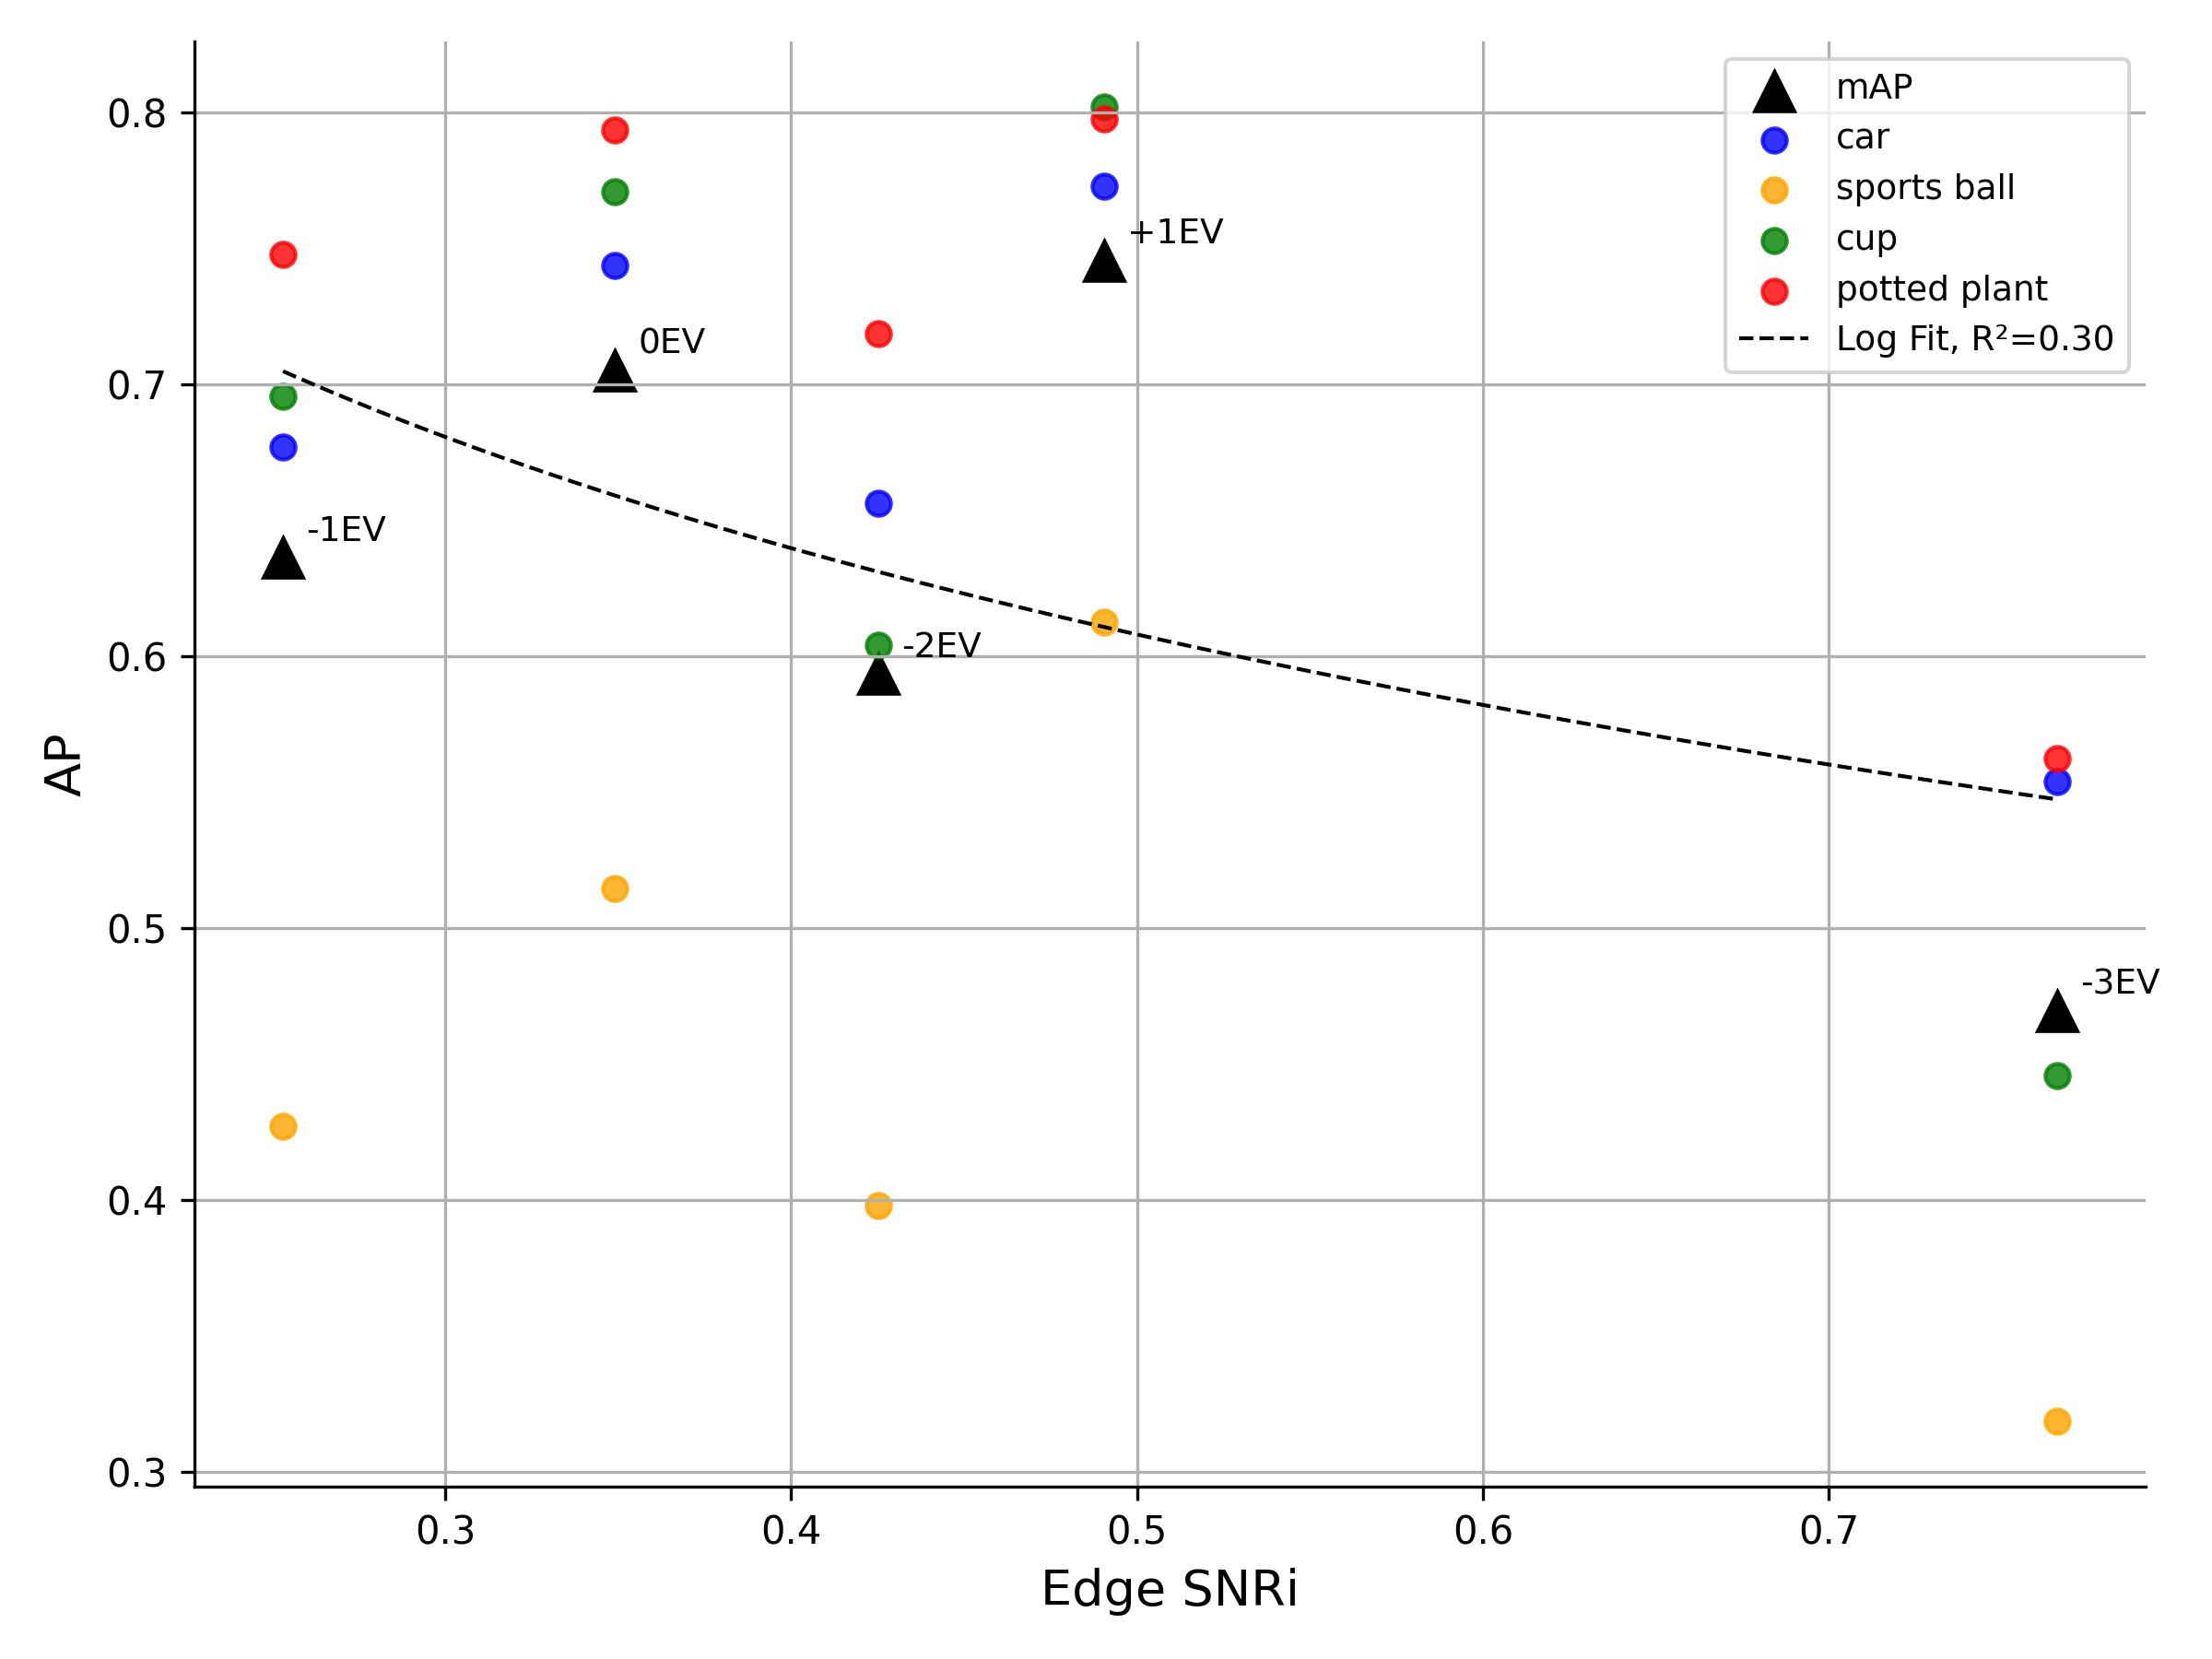 mAP
car
sports ball
cup
potted plant
Log Fit, R²=0.30
+1EV
0EV
-1EV
-2EV
-3EV
AP
0.8
0.7
0.6
0.5
0.4
0.3
0.3 0.4 0.5 0.6 0.7
Edge SNRi